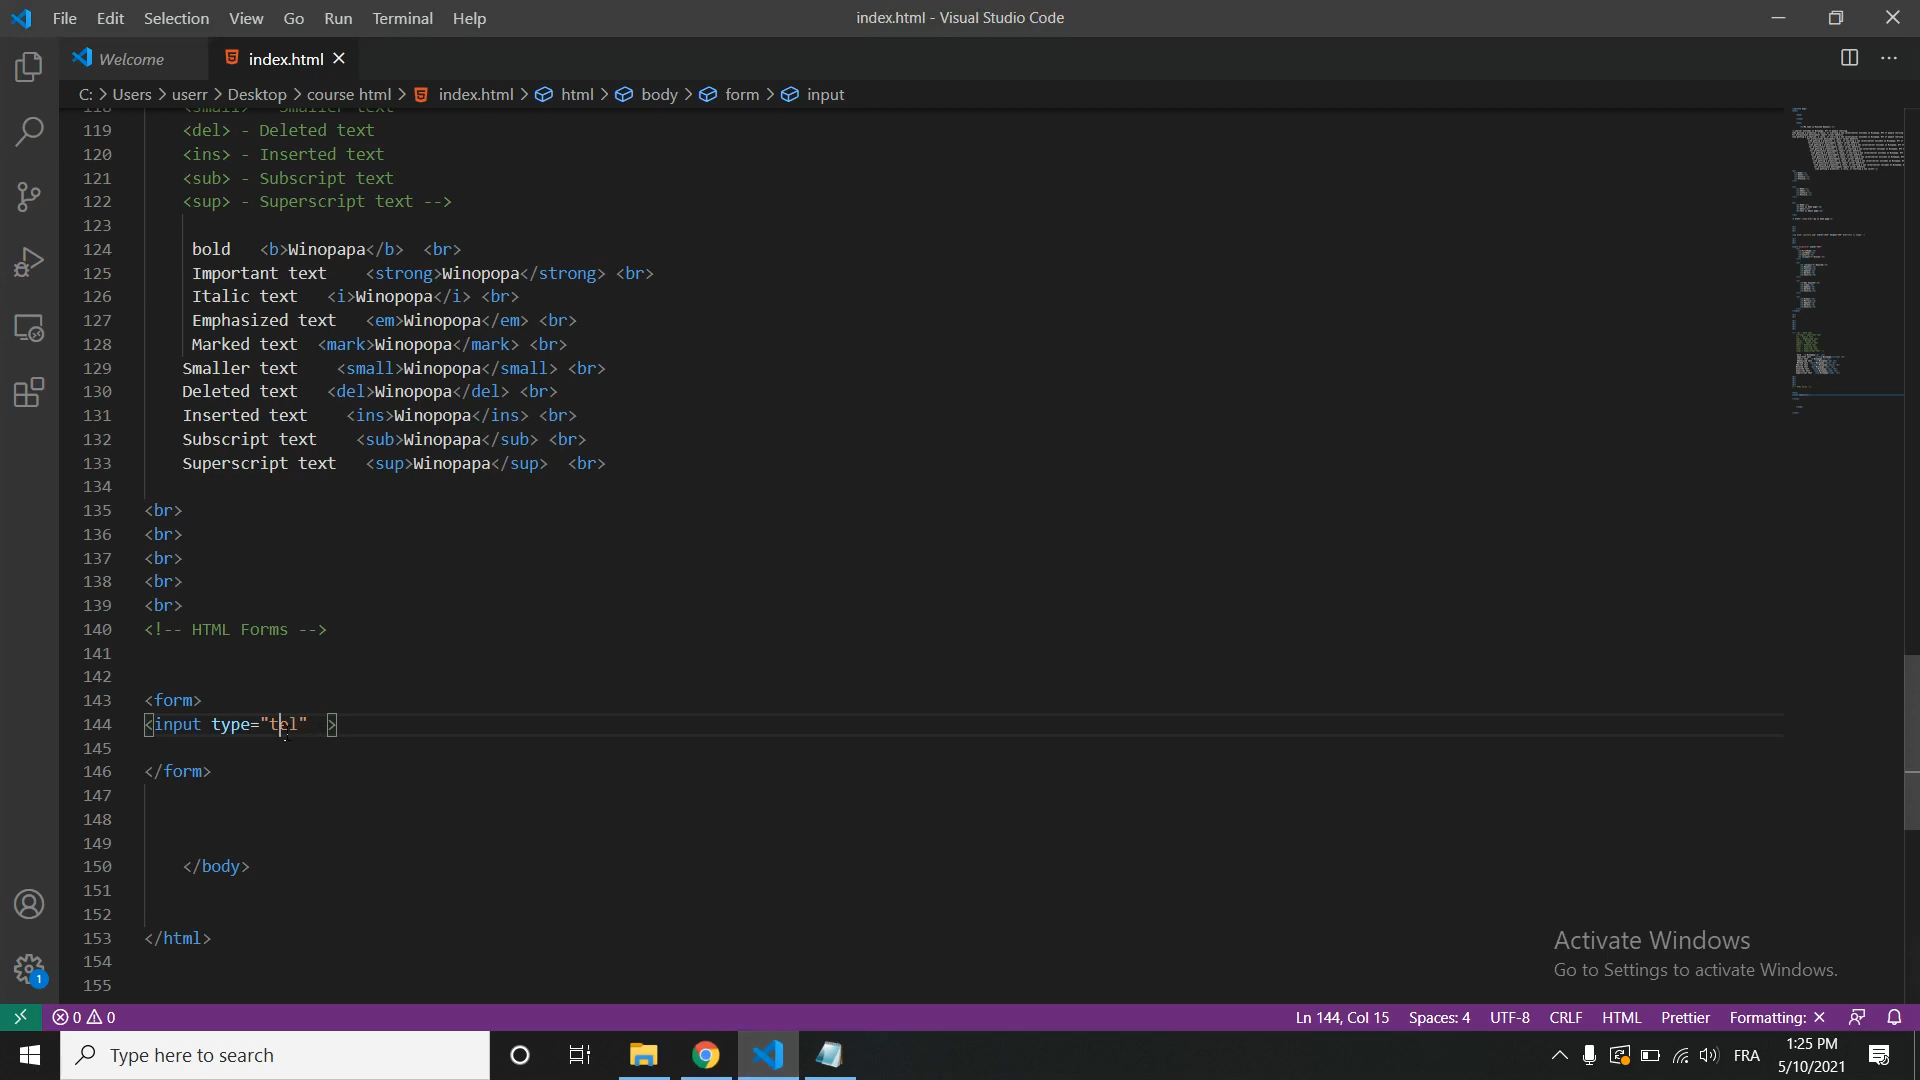 File Edit Selection View Go Run Terminal Help
index.html - Visual Studio Code
Welcome
index.html
C: > Users > userr > Desktop > course html > index.html > html > body > form > input
119 <del> - Deleted text
120 <ins> - Inserted text
121 <sub> - Subscript text
122 <sup> - Superscript text -->
123
124 bold <b>Winopapa</b> <br>
125 Important text <strong>Winopopa</strong> <br>
126 Italic text <i>Winopopa</i> <br>
127 Emphasized text <em>Winopopa</em> <br>
128 Marked text <mark>Winopopa</mark> <br>
129 Smaller text <small>Winopopa</small> <br>
130 Deleted text <del>Winopopa</del> <br>
131 Inserted text <ins>Winopopa</ins> <br>
132 Subscript text <sub>Winopapa</sub> <br>
133 Superscript text <sup>Winopapa</sup> <br>
134
135 <br>
136 <br>
137 <br>
138 <br>
139 <br>
140 <!-- HTML Forms -->
141
142
143 <form>
144 <input type="tel" >
145
146 </form>
147
148
149
150 </body>
151
152
153 </html>
154
155
Activate Windows
Go to Settings to activate Windows.
1
0 0
Ln 144, Col 15 Spaces: 4 UTF-8 CRLF HTML Prettier Formatting: ×
Type here to search
FRA
1:25 PM
5/10/2021